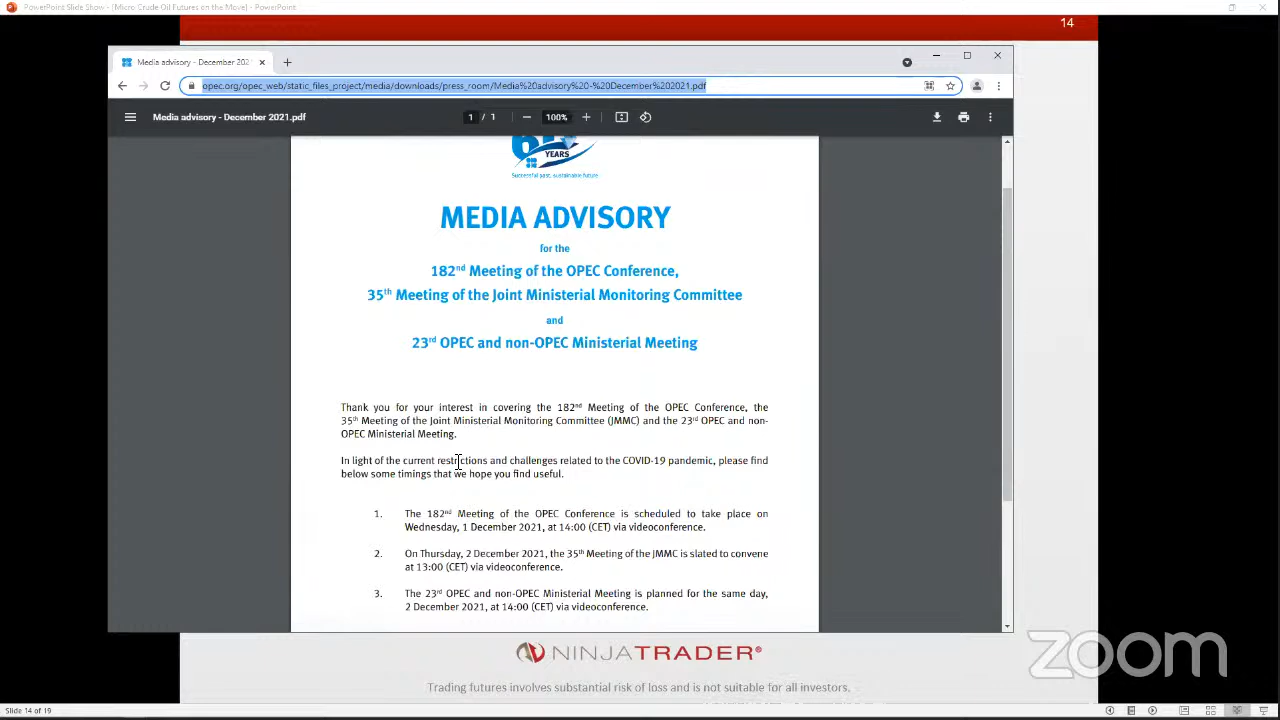 PowerPoint Slide Show - [Micro Crude Oil Futures on the Move] - PowerPoint
14
Media advisory - December 202
opec.org/opec_web/static_files_project/media/downloads/press_room/Media%20advisory%20-%20December%202021.pdf
Media advisory - December 2021.pdf
1 / 1
100%
YEARS
Successful past, sustainable future
MEDIA ADVISORY
for the
182nd Meeting of the OPEC Conference,
35th Meeting of the Joint Ministerial Monitoring Committee
and
23rd OPEC and non-OPEC Ministerial Meeting
Thank you for your interest in covering the 182nd Meeting of the OPEC Conference, the
35th Meeting of the Joint Ministerial Monitoring Committee (JMMC) and the 23rd OPEC and non-
OPEC Ministerial Meeting.
In light of the current restrictions and challenges related to the COVID-19 pandemic, please find
below some timings that we hope you find useful.
1. The 182nd Meeting of the OPEC Conference is scheduled to take place on
Wednesday, 1 December 2021, at 14:00 (CET) via videoconference.
2. On Thursday, 2 December 2021, the 35th Meeting of the JMMC is slated to convene
at 13:00 (CET) via videoconference.
3. The 23rd OPEC and non-OPEC Ministerial Meeting is planned for the same day,
2 December 2021, at 14:00 (CET) via videoconference.
NINJATRADER®
zoom
Trading futures involves substantial risk of loss and is not suitable for all investors.
Slide 14 of 19